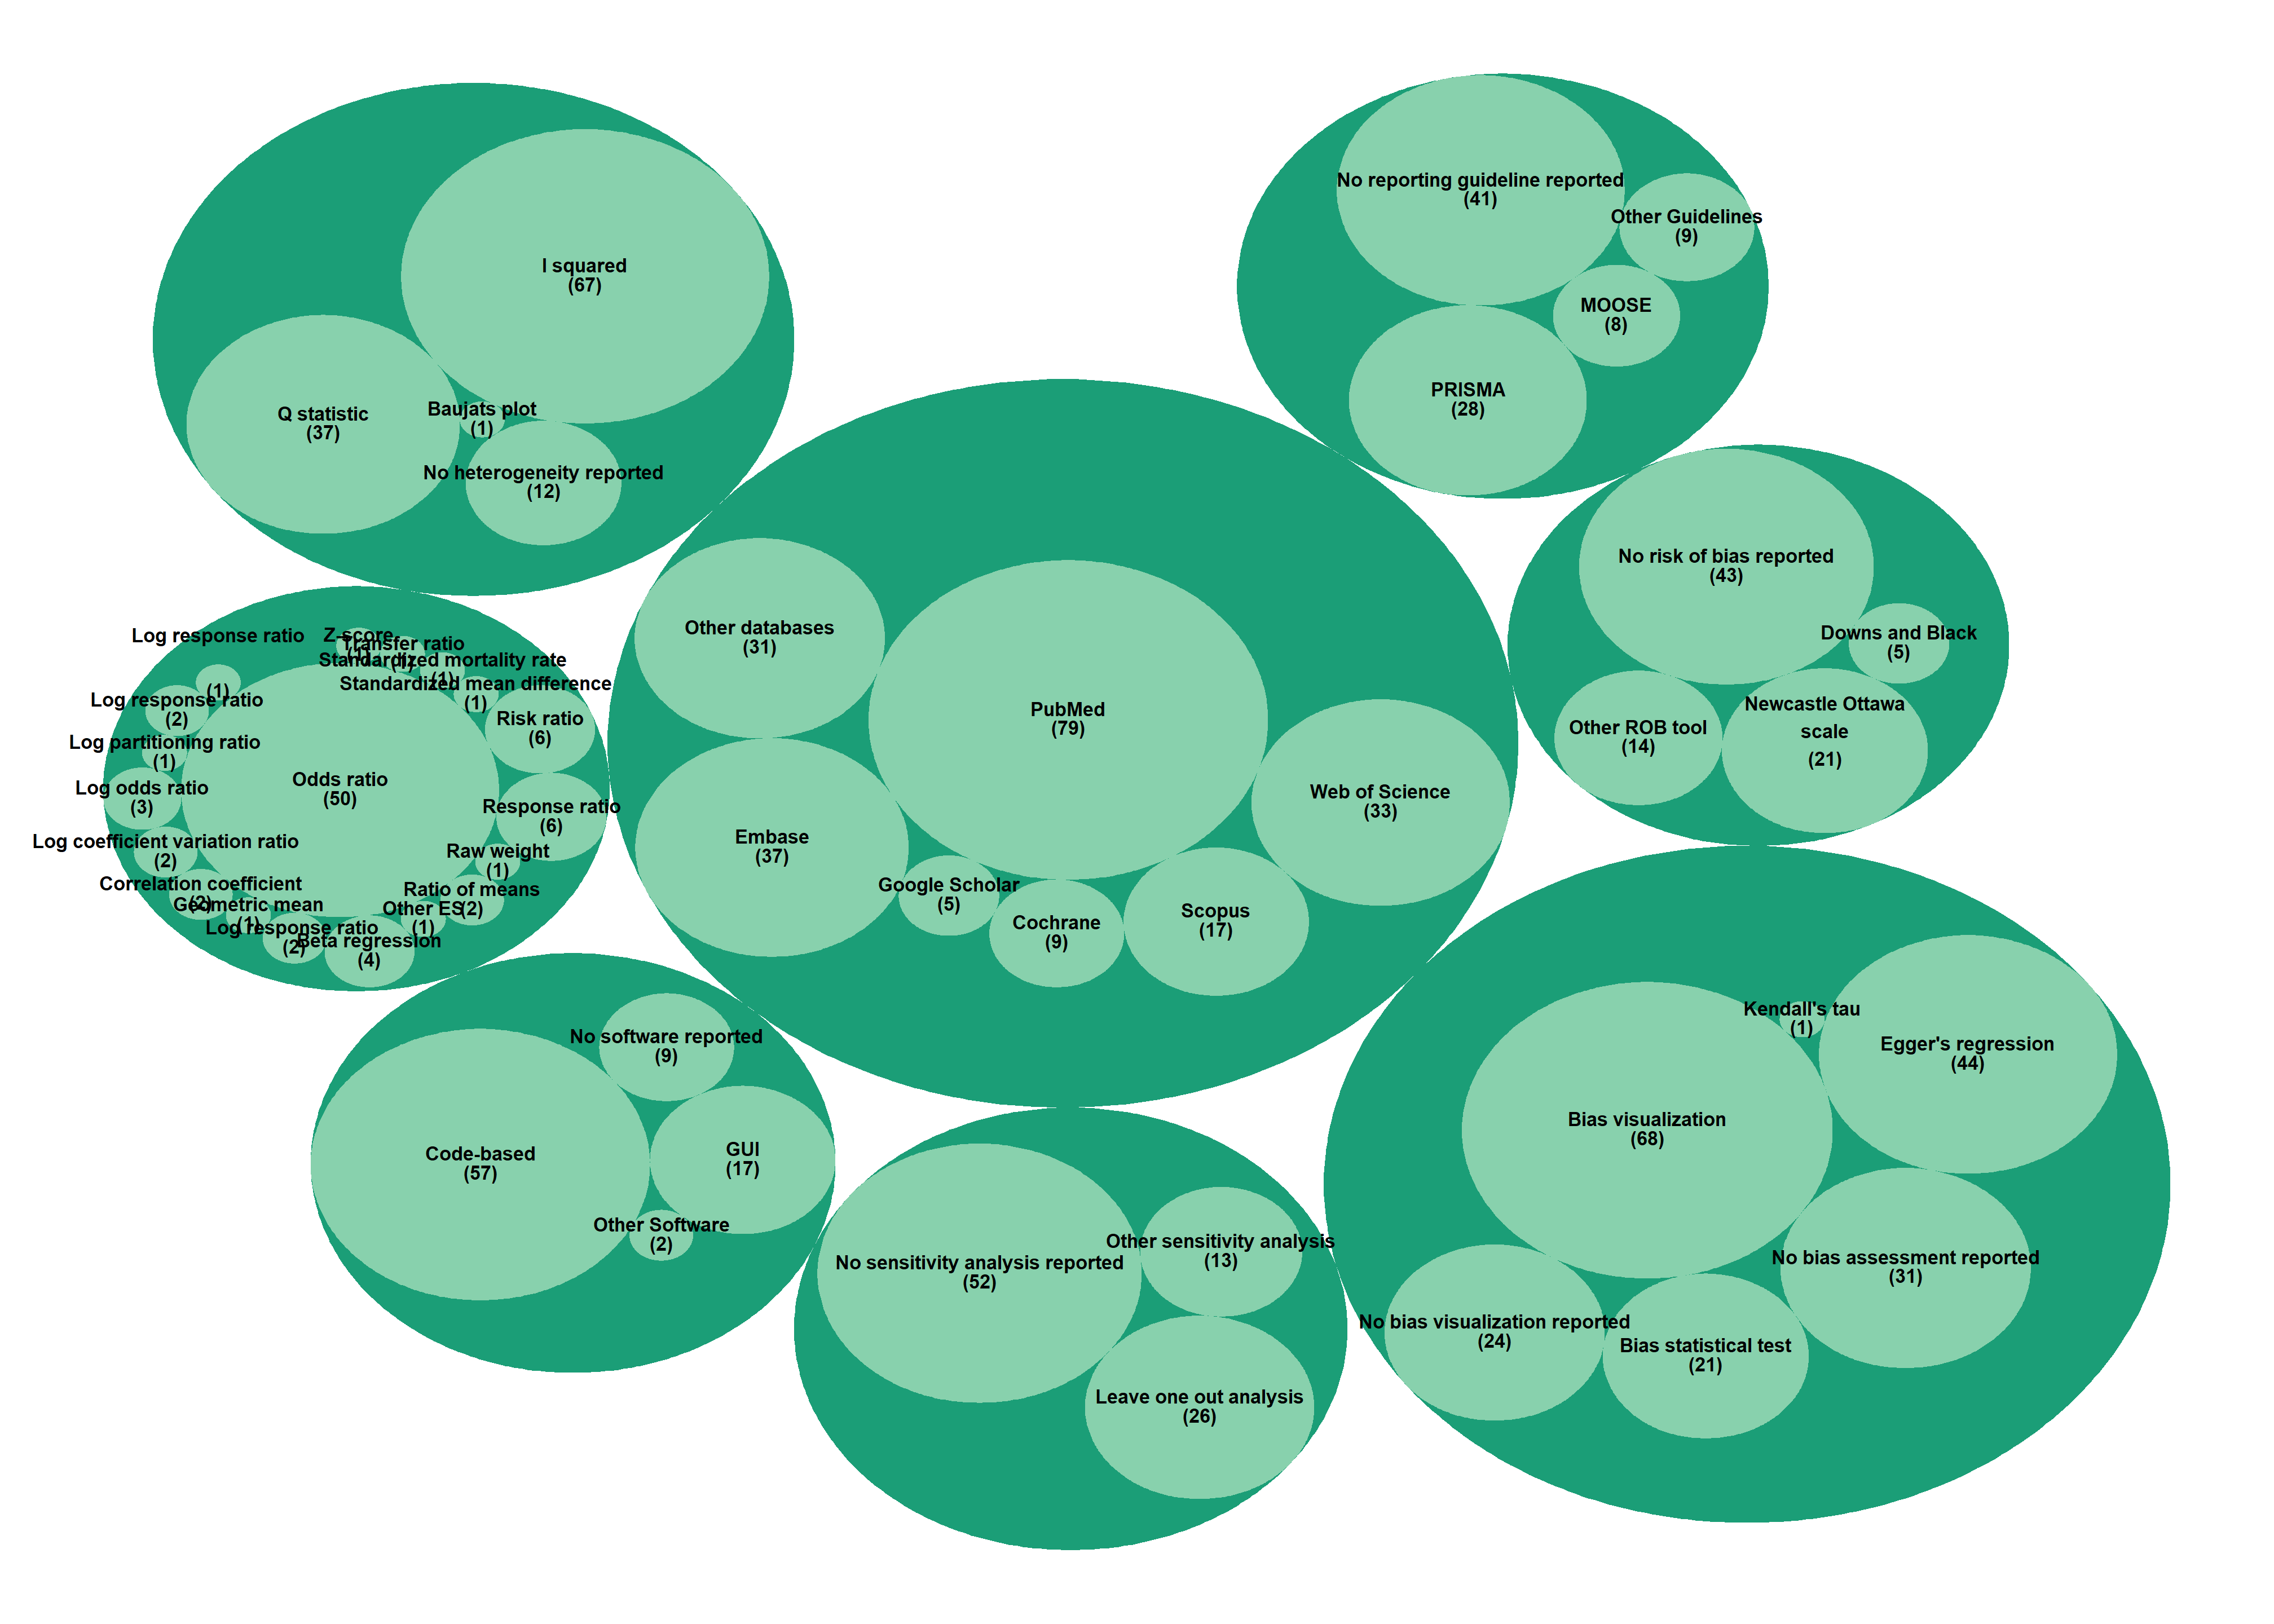 I squared
(67)
Q statistic
(37)
Baujats plot
(1)
No heterogeneity reported
(12)
No reporting guideline reported
(41)
Other Guidelines
(9)
MOOSE
(8)
PRISMA
(28)
No risk of bias reported
(43)
Downs and Black
(5)
Other ROB tool
(14)
Newcastle Ottawa
scale
(21)
Other databases
(31)
PubMed
(79)
Web of Science
(33)
Embase
(37)
Google Scholar
(5)
Cochrane
(9)
Scopus
(17)
Log response ratio
(1)
Z-score
(1)
Transfer ratio
(1)
Standardized mortality rate
(1)
Standardized mean difference
(1)
Log response ratio
(2)
Risk ratio
(6)
Log partitioning ratio
(1)
Odds ratio
(50)
Log odds ratio
(3)
Response ratio
(6)
Log coefficient variation ratio
(2)
Raw weight
(1)
Correlation coefficient
(2)
Ratio of means
(2)
Geometric mean
(1)
Other ES
(1)
Log response ratio
(2)
Beta regression
(4)
No software reported
(9)
Code-based
(57)
GUI
(17)
Other Software
(2)
No sensitivity analysis reported
(52)
Other sensitivity analysis
(13)
Leave one out analysis
(26)
Kendall's tau
(1)
Egger's regression
(44)
Bias visualization
(68)
No bias assessment reported
(31)
No bias visualization reported
(24)
Bias statistical test
(21)